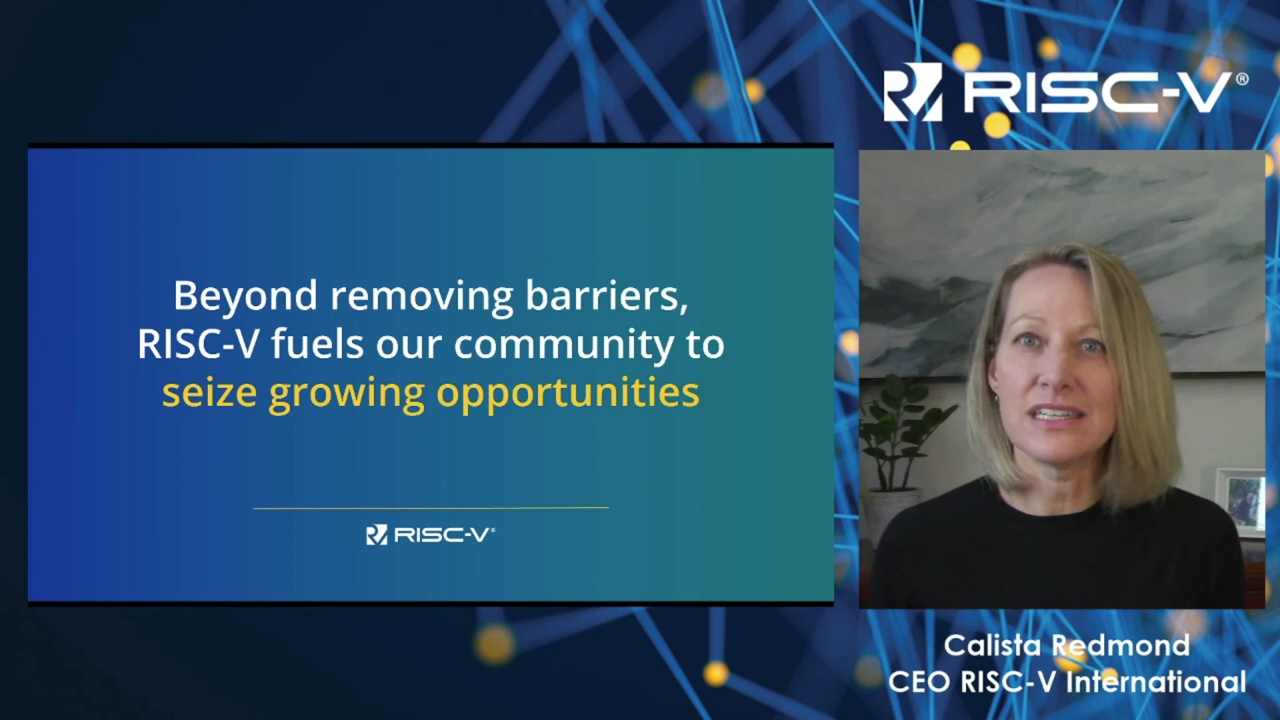 RISC-V®
Beyond removing barriers,
RISC-V fuels our community to
seize growing opportunities
RISC-V®
Calista Redmond
CEO RISC-V International